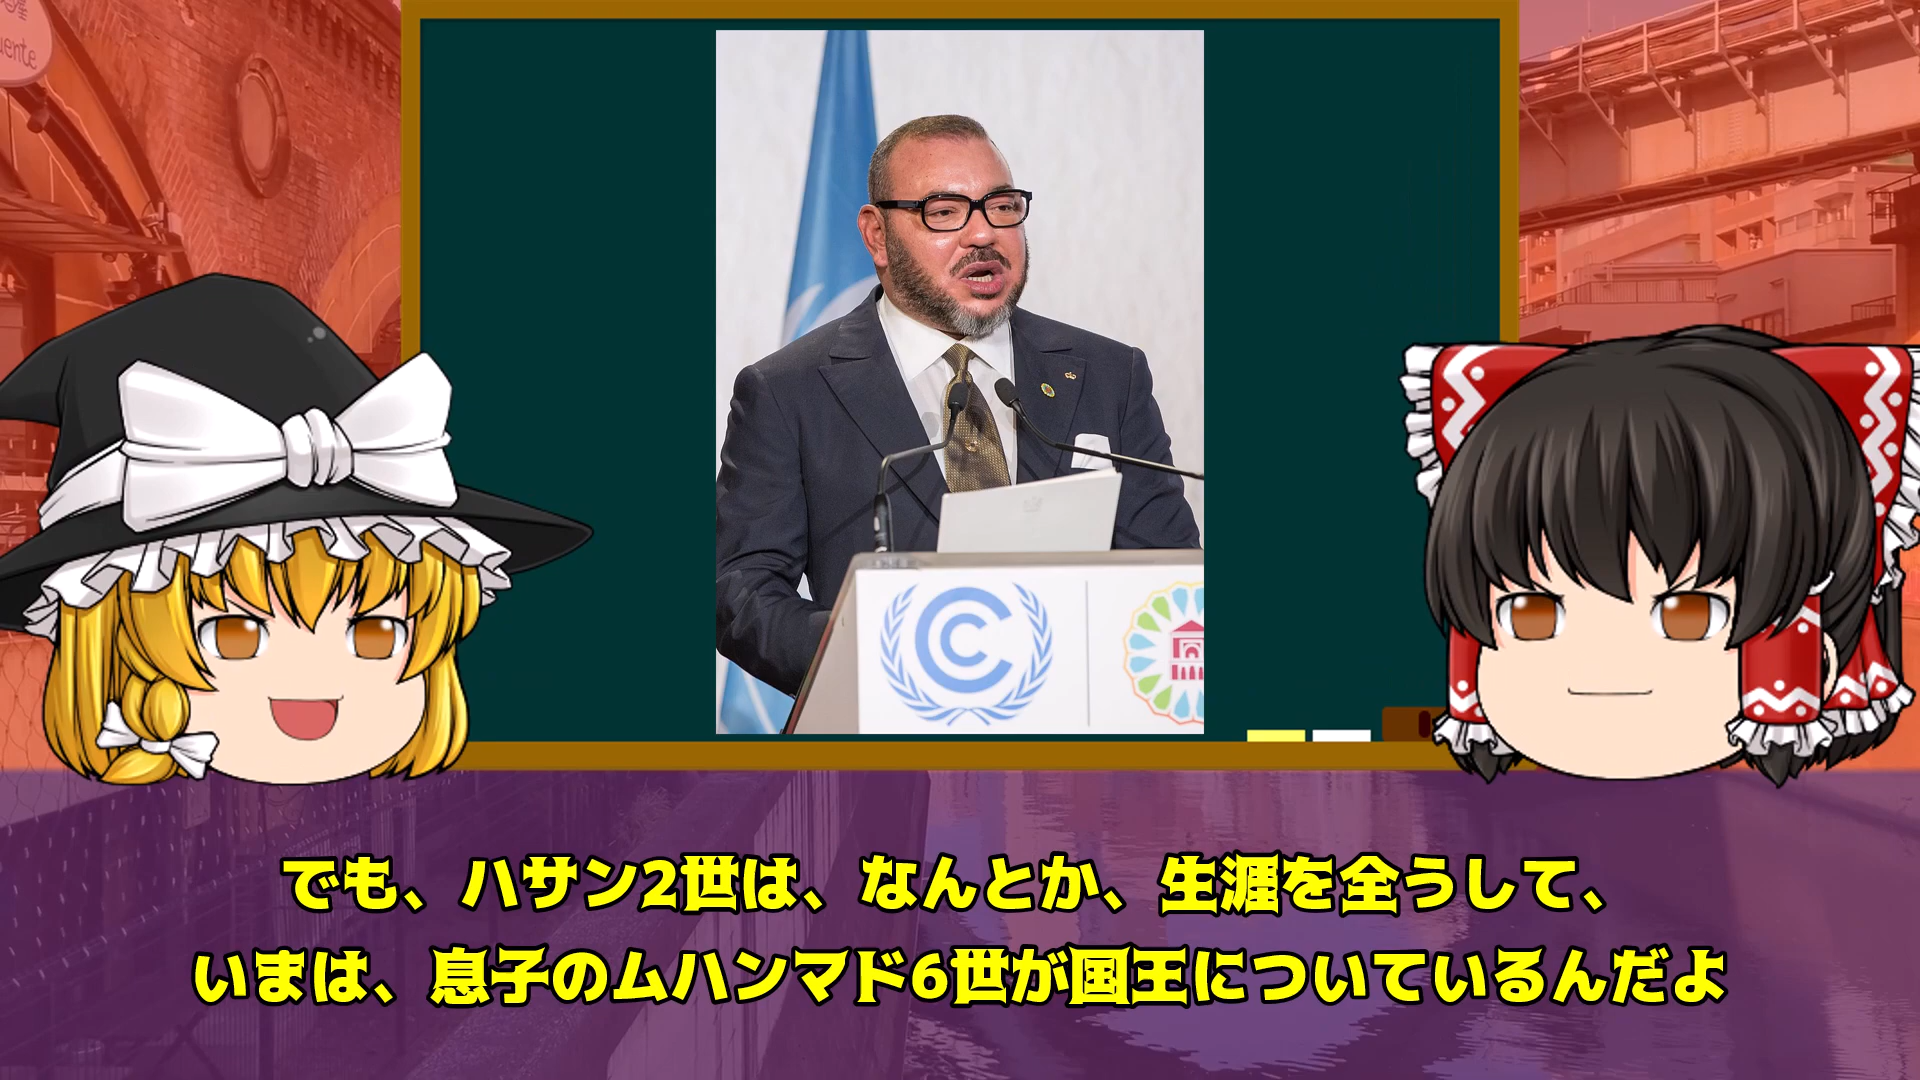 uente
でも、ハサン2世は、なんとか、生涯を全うして、
いまは、息子のムハンマド6世が国王についているんだよ